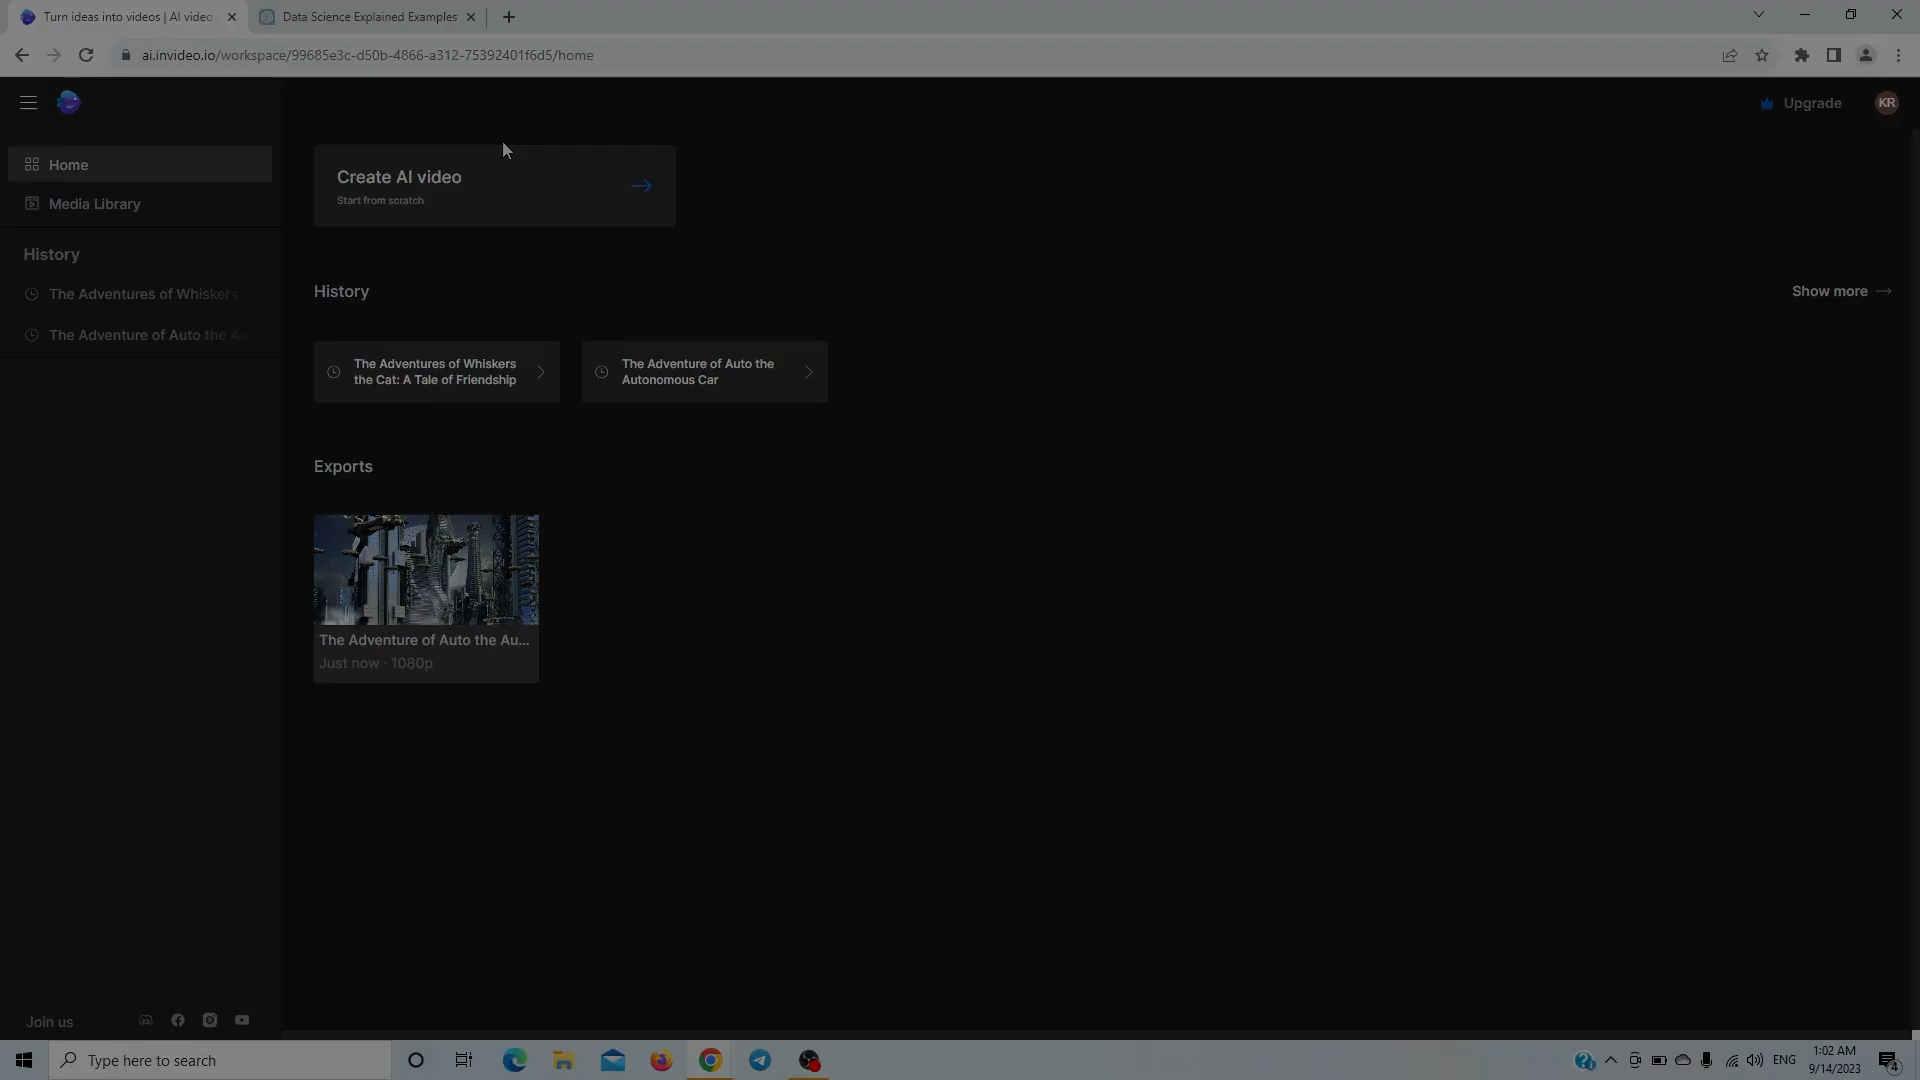 Turn ideas into videos | AI video
Data Science Explained Examples
ai.invideo.io/workspace/99685e3c-d50b-4866-a312-75392401f6d5/home
Upgrade
KR
Home
Media Library
History
The Adventures of Whiskers
The Adventure of Auto the Au
Create AI video
Start from scratch
History
Show more
The Adventures of Whiskers
the Cat: A Tale of Friendship
The Adventure of Auto the
Autonomous Car
Exports
The Adventure of Auto the Au...
Just now · 1080p
Join us
Type here to search
ENG
1:02 AM
9/14/2023
4